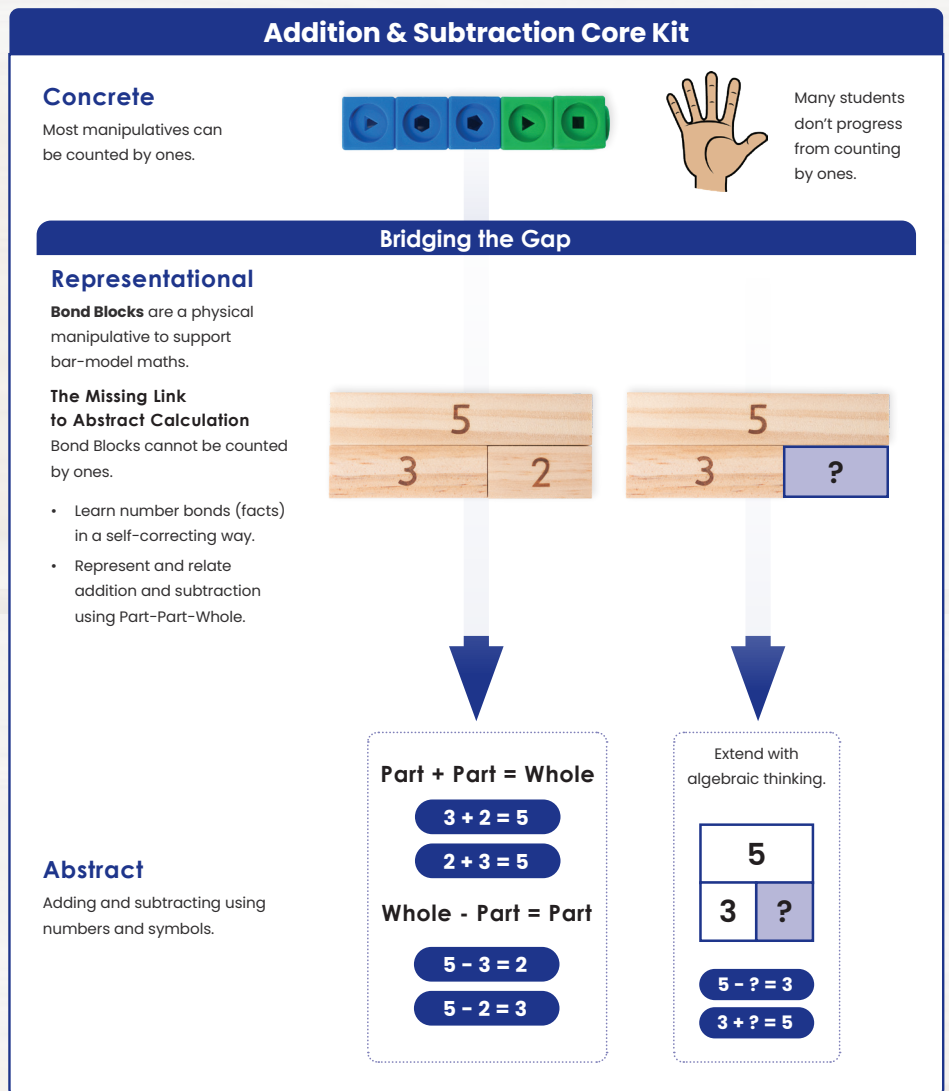 Addition & Subtraction Core Kit
Concrete
Most manipulatives can
be counted by ones.
Many students
don’t progress
from counting
by ones.
Bridging the Gap
Representational
Bond Blocks are a physical
manipulative to support
bar-model maths.
The Missing Link
to Abstract Calculation
Bond Blocks cannot be counted
by ones.
• Learn number bonds (facts)
in a self-correcting way.
• Represent and relate
addition and subtraction
using Part-Part-Whole.
5
3 2
5
3 ?
Abstract
Adding and subtracting using
numbers and symbols.
Part + Part = Whole
3 + 2 = 5
2 + 3 = 5
Whole - Part = Part
5 – 3 = 2
5 – 2 = 3
Extend with
algebraic thinking.
5
3 ?
5 – ? = 3
3 + ? = 5